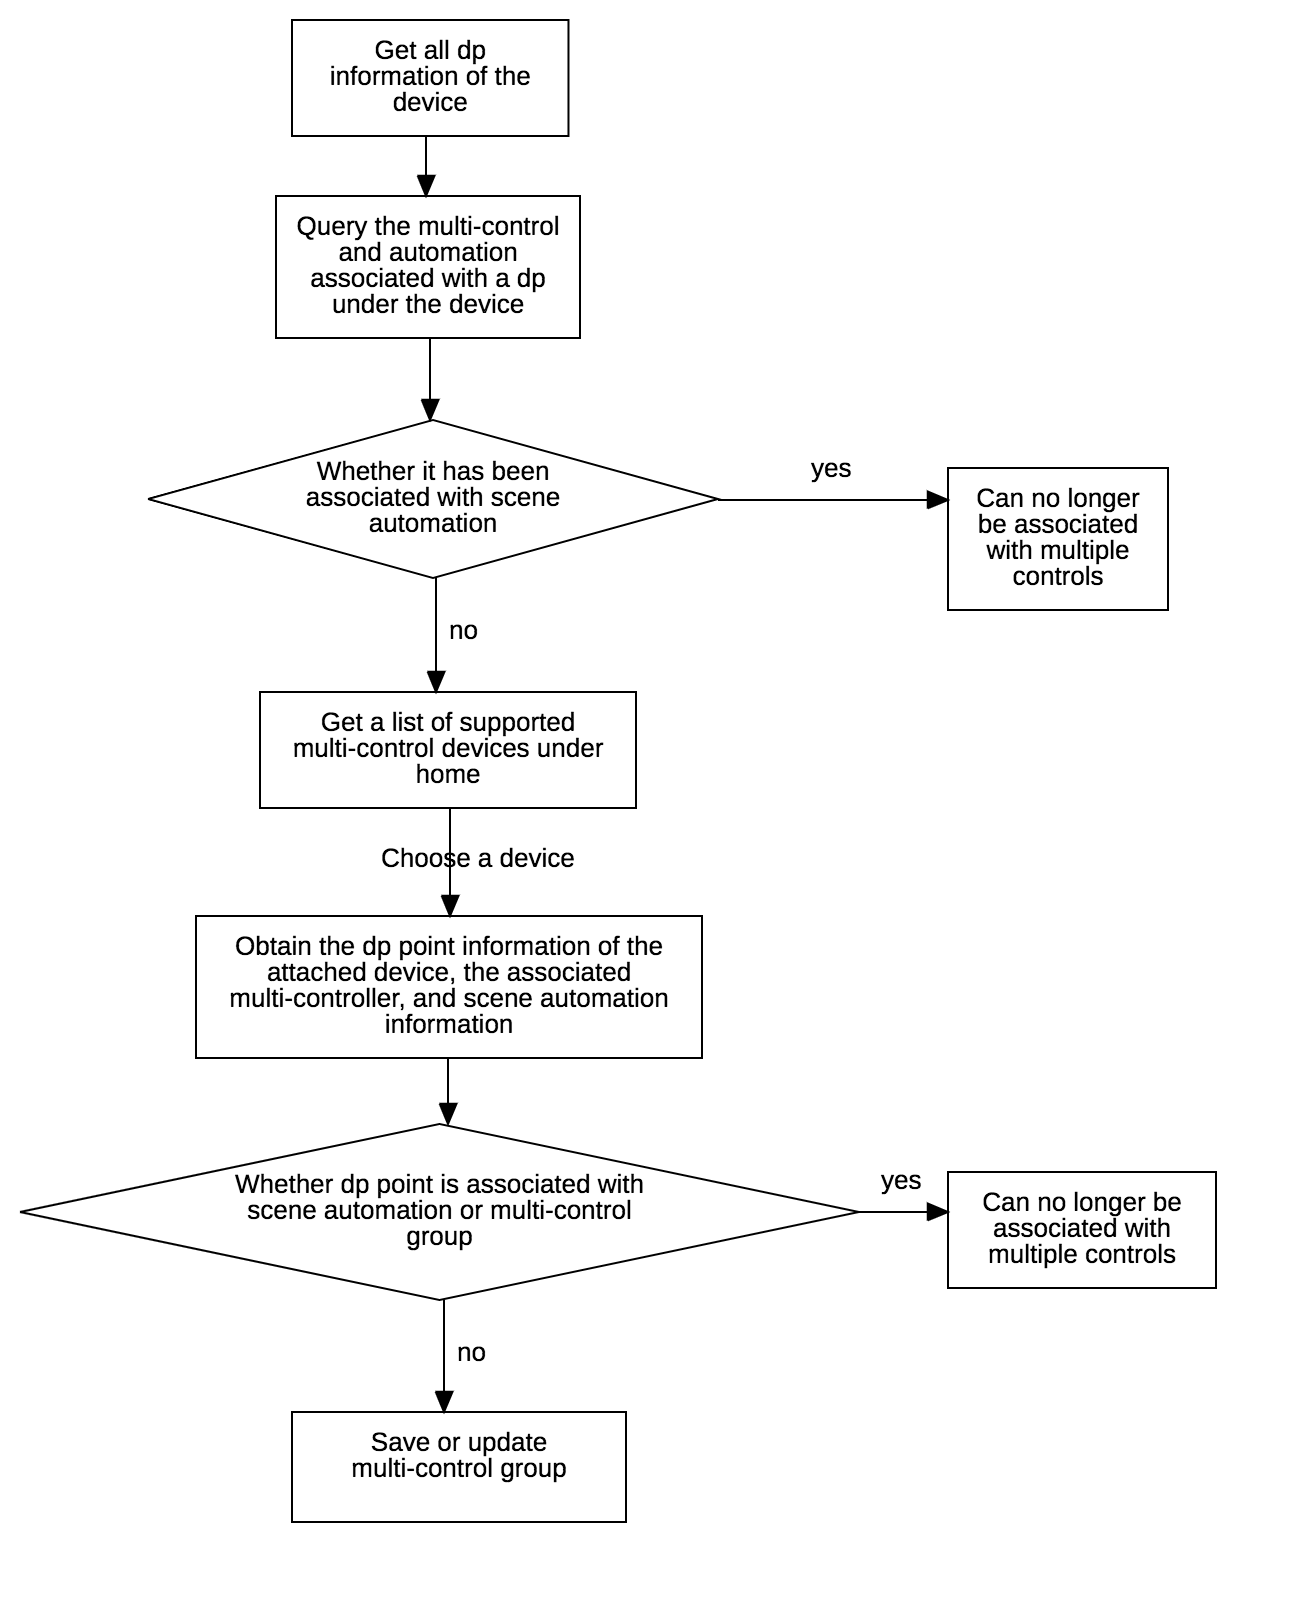 Get all dp
information of the
device
Query the multi-control
and automation
associated with a dp
under the device
Whether it has been
associated with scene
automation
yes
Can no longer
be associated
with multiple
controls
no
Get a list of supported
multi-control devices under
home
Choose a device
Obtain the dp point information of the
attached device, the associated
multi-controller, and scene automation
information
Whether dp point is associated with
scene automation or multi-control
group
yes
Can no longer be
associated with
multiple controls
no
Save or update
multi-control group